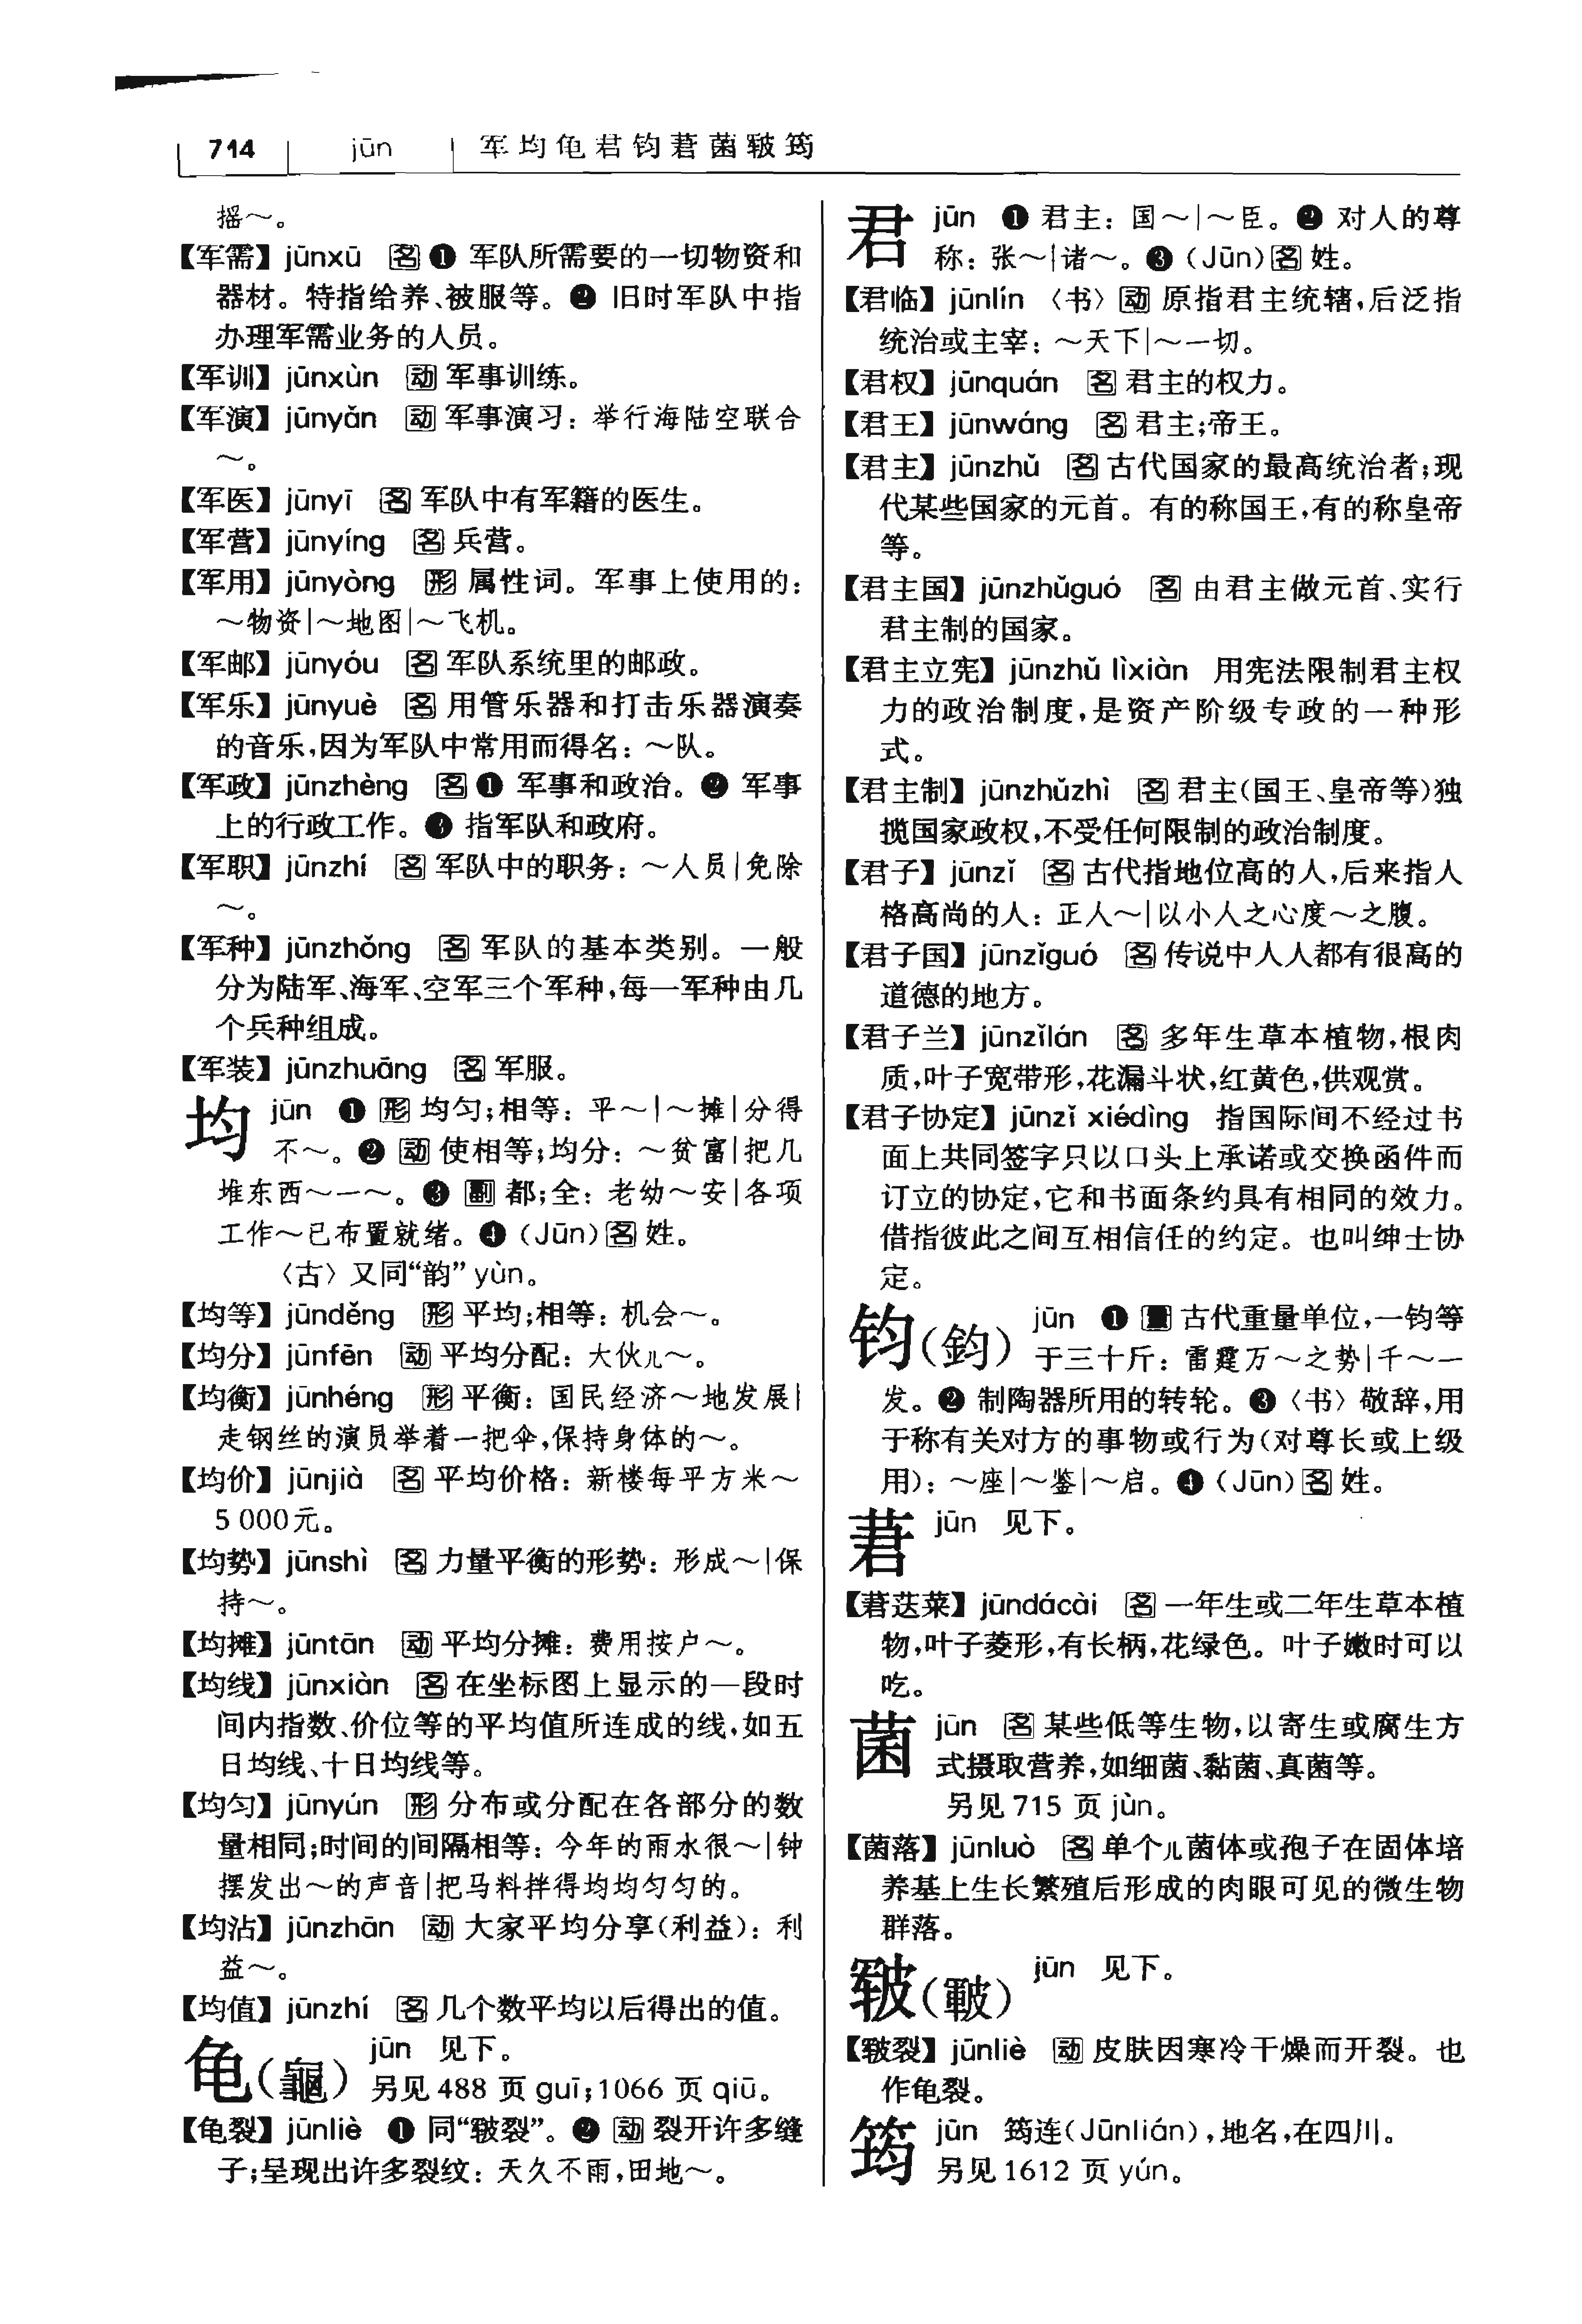 714 jūn 军均龟君钧莙菌皲筠
摇～。
【军需】jūnxū 名❶ 军队所需要的一切物资和
器材。特指给养、被服等。❷ 旧时军队中指
办理军需业务的人员。
【军训】jūnxùn 动 军事训练。
【军演】jūnyǎn 动 军事演习：举行海陆空联合
～。
【军医】jūnyī 名 军队中有军籍的医生。
【军营】jūnyíng 名 兵营。
【军用】jūnyòng 形 属性词。军事上使用的：
～物资|～地图|～飞机。
【军邮】jūnyóu 名 军队系统里的邮政。
【军乐】jūnyuè 名 用管乐器和打击乐器演奏
的音乐，因为军队中常用而得名：～队。
【军政】jūnzhèng 名❶ 军事和政治。❷ 军事
上的行政工作。❸ 指军队和政府。
【军职】jūnzhí 名 军队中的职务：～人员|免除
～。
【军种】jūnzhǒng 名 军队的基本类别。一般
分为陆军、海军、空军三个军种，每一军种由几
个兵种组成。
【军装】jūnzhuāng 名 军服。
均 jūn ❶ 形 均匀；相等：平～|～摊|分得
不～。❷ 动 使相等；均分：～贫富|把几
堆东西～一～。❸ 副 都；全：老幼～安|各项
工作～已布置就绪。❹（Jūn）名 姓。
〈古〉又同“韵”yùn。
【均等】jūnděng 形 平均；相等：机会～。
【均分】jūnfēn 动 平均分配：大伙儿～。
【均衡】jūnhéng 形 平衡：国民经济～地发展|
走钢丝的演员举着一把伞，保持身体的～。
【均价】jūnjià 名 平均价格：新楼每平方米～
5 000元。
【均势】jūnshì 名 力量平衡的形势：形成～|保
持～。
【均摊】jūntān 动 平均分摊：费用按户～。
【均线】jūnxiàn 名 在坐标图上显示的一段时
间内指数、价位等的平均值所连成的线，如五
日均线、十日均线等。
【均匀】jūnyún 形 分布或分配在各部分的数
量相同；时间的间隔相等：今年的雨水很～|钟
摆发出～的声音|把马料拌得均均匀匀的。
【均沾】jūnzhān 动 大家平均分享（利益）：利
益～。
【均值】jūnzhí 名 几个数平均以后得出的值。
龟（龜） jūn 见下。
另见 488 页 guī；1066 页 qiū。
【龟裂】jūnliè ❶ 同“皲裂”。❷ 动 裂开许多缝
子；呈现出许多裂纹：天久不雨，田地～。
君 jūn ❶ 君主：国～|～臣。❷ 对人的尊
称：张～|诸～。❸（Jūn）名 姓。
【君临】jūnlín 〈书〉动 原指君主统辖，后泛指
统治或主宰：～天下|～一切。
【君权】jūnquán 名 君主的权力。
【君王】jūnwáng 名 君主；帝王。
【君主】jūnzhǔ 名 古代国家的最高统治者；现
代某些国家的元首。有的称国王，有的称皇帝
等。
【君主国】jūnzhǔguó 名 由君主做元首、实行
君主制的国家。
【君主立宪】jūnzhǔ lìxiàn 用宪法限制君主权
力的政治制度，是资产阶级专政的一种形
式。
【君主制】jūnzhǔzhì 名 君主（国王、皇帝等）独
揽国家政权，不受任何限制的政治制度。
【君子】jūnzǐ 名 古代指地位高的人，后来指人
格高尚的人：正人～|以小人之心度～之腹。
【君子国】jūnzǐguó 名 传说中人人都有很高的
道德的地方。
【君子兰】jūnzǐlán 名 多年生草本植物，根肉
质，叶子宽带形，花漏斗状，红黄色，供观赏。
【君子协定】jūnzǐ xiédìng 指国际间不经过书
面上共同签字只以口头上承诺或交换函件而
订立的协定，它和书面条约具有相同的效力。
借指彼此之间互相信任的约定。也叫绅士协
定。
钧（鈞） jūn ❶ 量 古代重量单位，一钧等
于三十斤：雷霆万～之势|千～一
发。❷ 制陶器所用的转轮。❸〈书〉敬辞，用
于称有关对方的事物或行为（对尊长或上级
用）：～座|～鉴|～启。❹（Jūn）名 姓。
莙 jūn 见下。
【莙荙菜】jūndácài 名 一年生或二年生草本植
物，叶子菱形，有长柄，花绿色。叶子嫩时可以
吃。
菌 jūn 名 某些低等生物，以寄生或腐生方
式摄取营养，如细菌、黏菌、真菌等。
另见 715 页 jùn。
【菌落】jūnluò 名 单个儿菌体或孢子在固体培
养基上生长繁殖后形成的肉眼可见的微生物
群落。
皲（皸） jūn 见下。
【皲裂】jūnliè 动 皮肤因寒冷干燥而开裂。也
作龟裂。
筠 jūn 筠连（Jūnlián），地名，在四川。
另见 1612 页 yún。